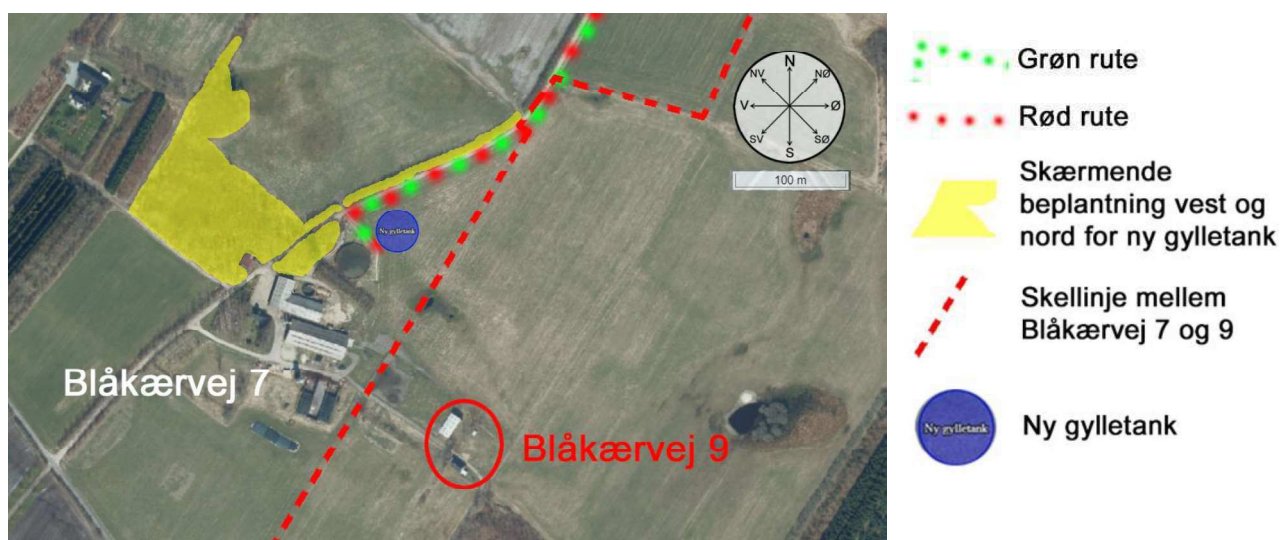 N
NV
NØ
V
Ø
SV
SØ
S
100 m
Ny gylletank
Blåkærvej 7
Blåkærvej 9
Grøn rute
Rød rute
Skærmende
beplantning vest og
nord for ny gylletank
Skellinje mellem
Blåkærvej 7 og 9
Ny gylletank
Ny gylletank